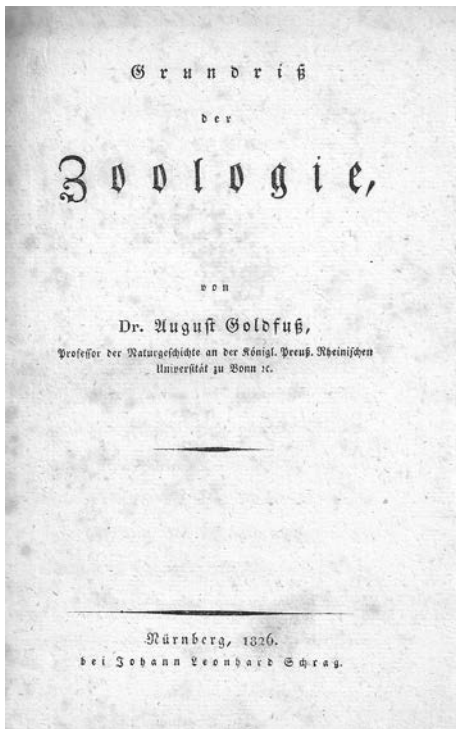 Grundriß
der
Zoologie,
von
Dr. August Goldfuß,
Professor der Naturgeschichte an der Königl. Preuß. Rheinischen
Universität zu Bonn ꝛc.
Nürnberg, 1826.
bei Johann Leonhard Schrag.